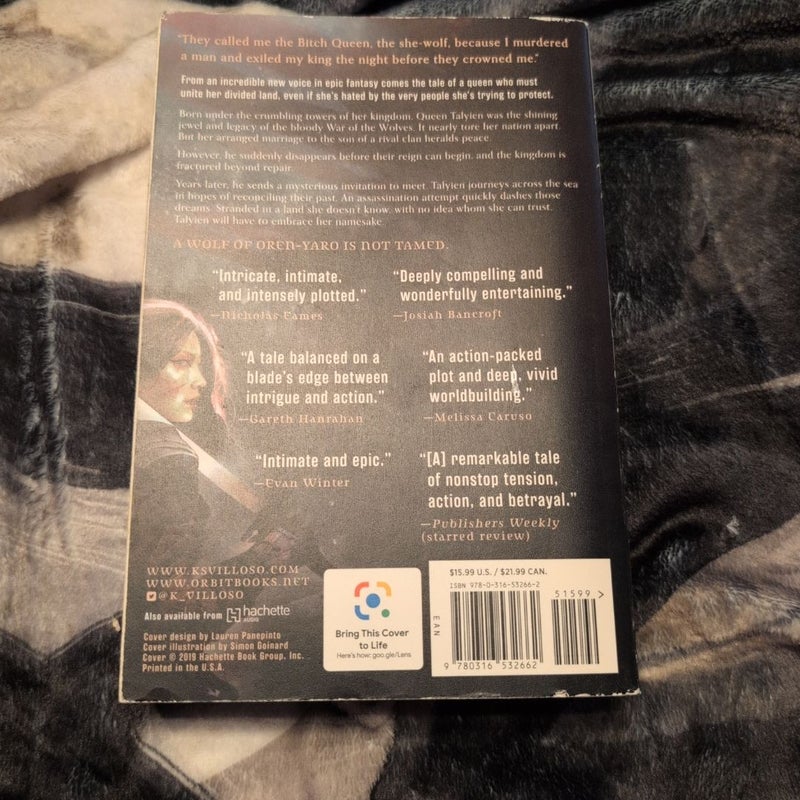 "They called me the Bitch Queen, the she-wolf, because I murdered
a man and exiled my king the night before they crowned me."
From an incredible new voice in epic fantasy comes the tale of a queen who must
unite her divided land, even if she's hated by the very people she's trying to protect.
Born under the crumbling towers of her kingdom, Queen Talyien was the shining
jewel and legacy of the bloody War of the Wolves. It nearly tore her nation apart.
But her arranged marriage to the son of a rival clan heralds peace.
However, he suddenly disappears before their reign can begin, and the kingdom is
fractured beyond repair.
Years later, he sends a mysterious invitation to meet. Talyien journeys across the sea
in hopes of reconciling their past. An assassination attempt quickly dashes those
dreams. Stranded in a land she doesn't know, with no idea whom she can trust,
Talyien will have to embrace her namesake.
A WOLF OF OREN-YARO IS NOT TAMED.
"Intricate, intimate,
and intensely plotted."
—Nicholas Eames
"Deeply compelling and
wonderfully entertaining."
—Josiah Bancroft
"A tale balanced on a
blade's edge between
intrigue and action."
—Gareth Hanrahan
"An action-packed
plot and deep, vivid
worldbuilding."
—Melissa Caruso
"Intimate and epic."
—Evan Winter
"[A] remarkable tale
of nonstop tension,
action, and betrayal."
—Publishers Weekly
(starred review)
WWW.KSVILLOSO.COM
WWW.ORBITBOOKS.NET
@K_VILLOSO
Also available from hachette
AUDIO
Cover design by Lauren Panepinto
Cover illustration by Simon Goinard
Cover © 2019 Hachette Book Group, Inc.
Printed in the U.S.A.
Bring This Cover
to Life
Here's how: goo.gle/Lens
$15.99 U.S. / $21.99 CAN.
ISBN 978-0-316-53266-2
51599 >
EAN
9 780316 532662